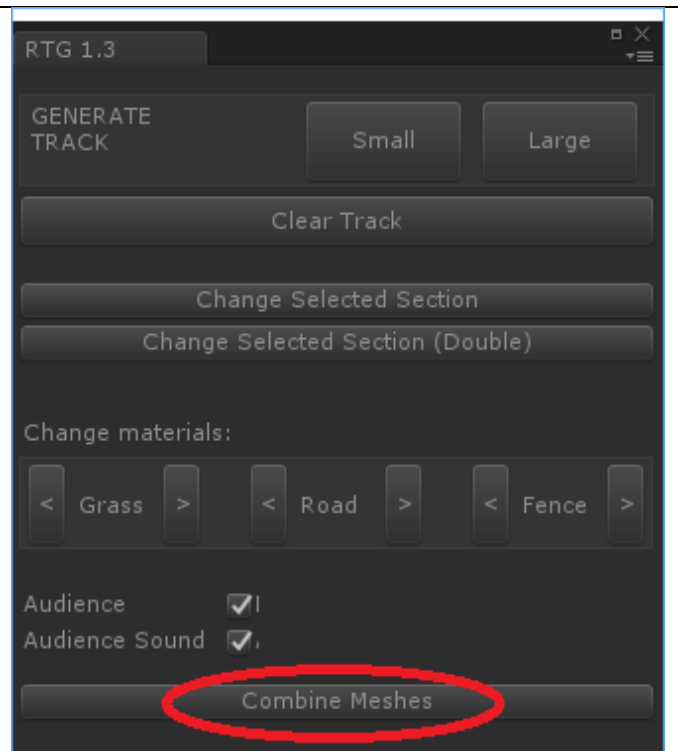 RTG 1.3
GENERATE
TRACK
Small
Large
Clear Track
Change Selected Section
Change Selected Section (Double)
Change materials:
< Grass > < Road > < Fence >
Audience
Audience Sound
Combine Meshes